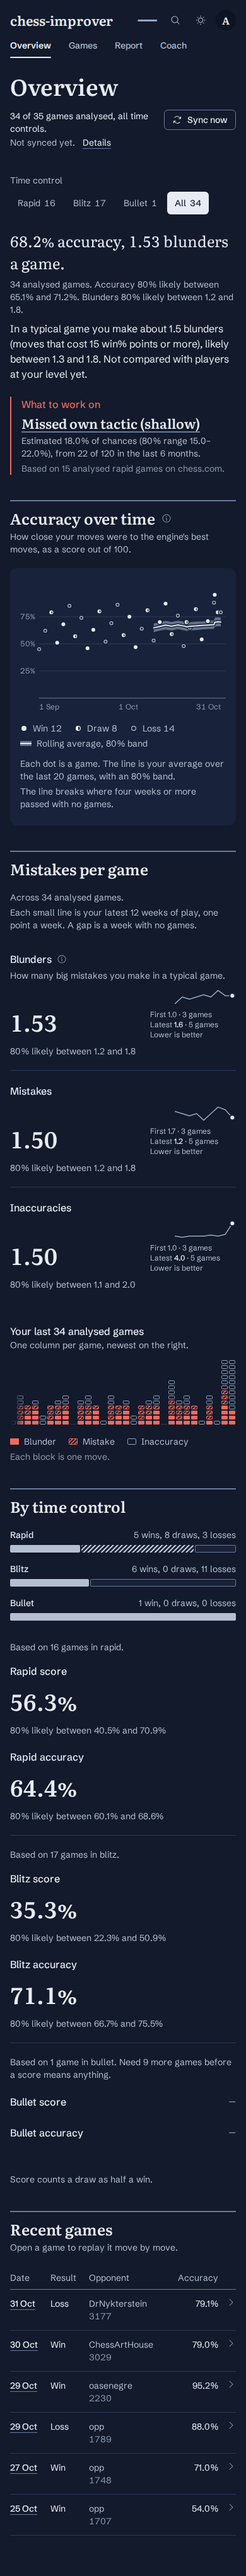 chess-improver
A
Overview Games Report Coach
Overview
34 of 35 games analysed, all time
controls.
Not synced yet. Details
Sync now
Time control
Rapid 16 Blitz 17 Bullet 1 All 34
68.2% accuracy, 1.53 blunders
a game.
34 analysed games. Accuracy 80% likely between
65.1% and 71.2%. Blunders 80% likely between 1.2 and
1.8.
In a typical game you make about 1.5 blunders
(moves that cost 15 win% points or more), likely
between 1.3 and 1.8. Not compared with players
at your level yet.
What to work on
Missed own tactic (shallow)
Estimated 18.0% of chances (80% range 15.0–
22.0%), from 22 of 120 in the last 6 months.
Based on 15 analysed rapid games on chess.com.
Accuracy over time
How close your moves were to the engine's best
moves, as a score out of 100.
75%
50%
25%
1 Sep 1 Oct 31 Oct
Win 12 Draw 8 Loss 14
Rolling average, 80% band
Each dot is a game. The line is your average over
the last 20 games, with an 80% band.
The line breaks where four weeks or more
passed with no games.
Mistakes per game
Across 34 analysed games.
Each small line is your latest 12 weeks of play, one
point a week. A gap is a week with no games.
Blunders
How many big mistakes you make in a typical game.
1.53
First 1.0 · 3 games
Latest 1.6 · 5 games
Lower is better
80% likely between 1.2 and 1.8
Mistakes
1.50
First 1.7 · 3 games
Latest 1.2 · 5 games
Lower is better
80% likely between 1.2 and 1.8
Inaccuracies
1.50
First 1.0 · 3 games
Latest 4.0 · 5 games
Lower is better
80% likely between 1.1 and 2.0
Your last 34 analysed games
One column per game, newest on the right.
Blunder Mistake Inaccuracy
Each block is one move.
By time control
Rapid 5 wins, 8 draws, 3 losses
Blitz 6 wins, 0 draws, 11 losses
Bullet 1 win, 0 draws, 0 losses
Based on 16 games in rapid.
Rapid score
56.3%
80% likely between 40.5% and 70.9%
Rapid accuracy
64.4%
80% likely between 60.1% and 68.6%
Based on 17 games in blitz.
Blitz score
35.3%
80% likely between 22.3% and 50.9%
Blitz accuracy
71.1%
80% likely between 66.7% and 75.5%
Based on 1 game in bullet. Need 9 more games before
a score means anything.
Bullet score –
Bullet accuracy –
Score counts a draw as half a win.
Recent games
Open a game to replay it move by move.
Date Result Opponent Accuracy
31 Oct Loss DrNykterstein 79.1%
3177
30 Oct Win ChessArtHouse 79.0%
3029
29 Oct Win oasenegre 95.2%
2230
29 Oct Loss opp 88.0%
1789
27 Oct Win opp 71.0%
1748
25 Oct Win opp 54.0%
1707